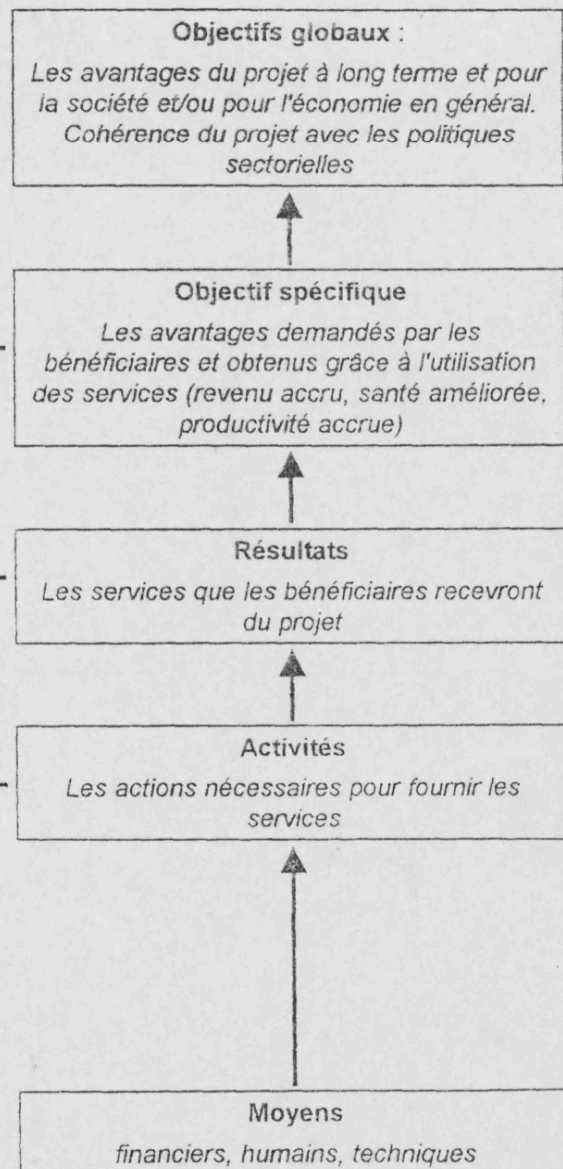 Objectifs globaux :
Les avantages du projet à long terme et pour
la société et/ou pour l'économie en général.
Cohérence du projet avec les politiques
sectorielles
Objectif spécifique
Les avantages demandés par les
bénéficiaires et obtenus grâce à l'utilisation
des services (revenu accru, santé améliorée,
productivité accrue)
Résultats
Les services que les bénéficiaires recevront
du projet
Activités
Les actions nécessaires pour fournir les
services
Moyens
financiers, humains, techniques